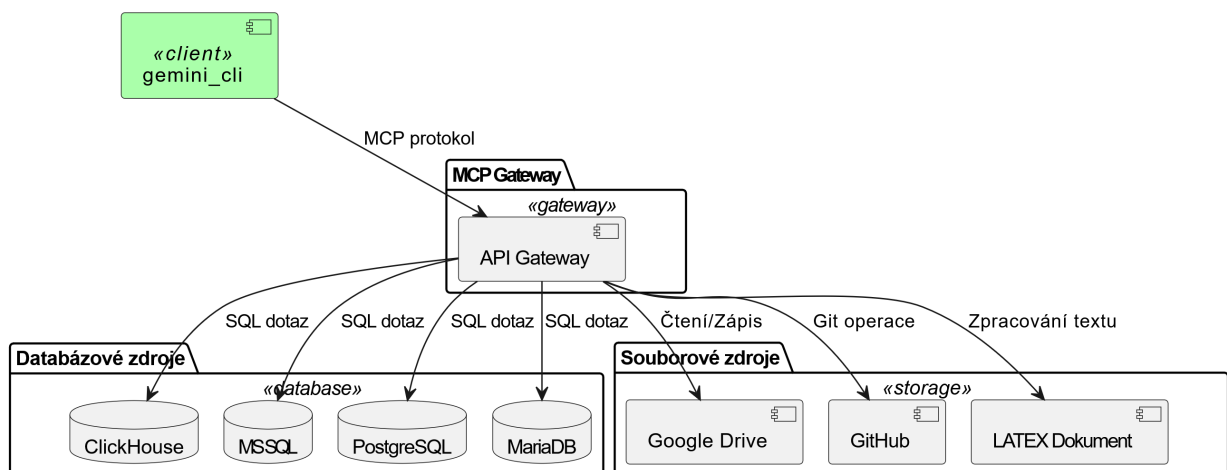 «client»
gemini_cli
MCP protokol
MCP Gateway
«gateway»
API Gateway
SQL dotaz
SQL dotaz
SQL dotaz
SQL dotaz
Čtení/Zápis
Git operace
Zpracování textu
Databázové zdroje
Souborové zdroje
«database»
«storage»
ClickHouse
MSSQL
PostgreSQL
MariaDB
Google Drive
GitHub
LATEX Dokument